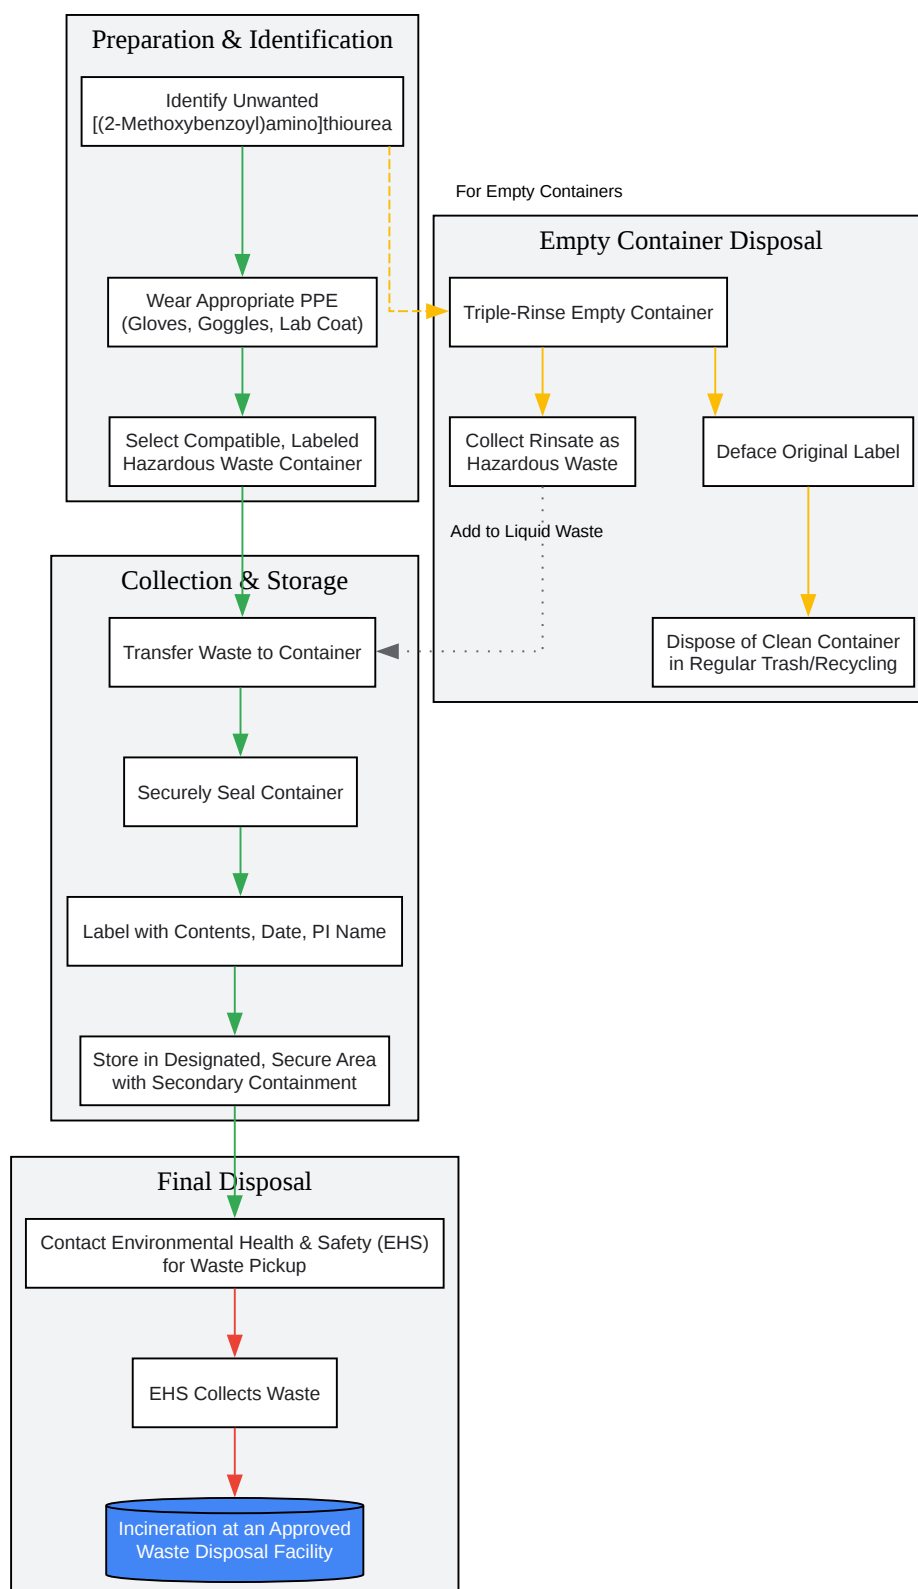 Preparation & Identification
Identify Unwanted
[(2-Methoxybenzoyl)amino]thiourea
For Empty Containers
Empty Container Disposal
Wear Appropriate PPE
(Gloves, Goggles, Lab Coat)
Triple-Rinse Empty Container
Select Compatible, Labeled
Hazardous Waste Container
Collect Rinsate as
Hazardous Waste
Deface Original Label
Add to Liquid Waste
Collection & Storage
Transfer Waste to Container
Dispose of Clean Container
in Regular Trash/Recycling
Securely Seal Container
Label with Contents, Date, PI Name
Store in Designated, Secure Area
with Secondary Containment
Final Disposal
Contact Environmental Health & Safety (EHS)
for Waste Pickup
EHS Collects Waste
Incineration at an Approved
Waste Disposal Facility